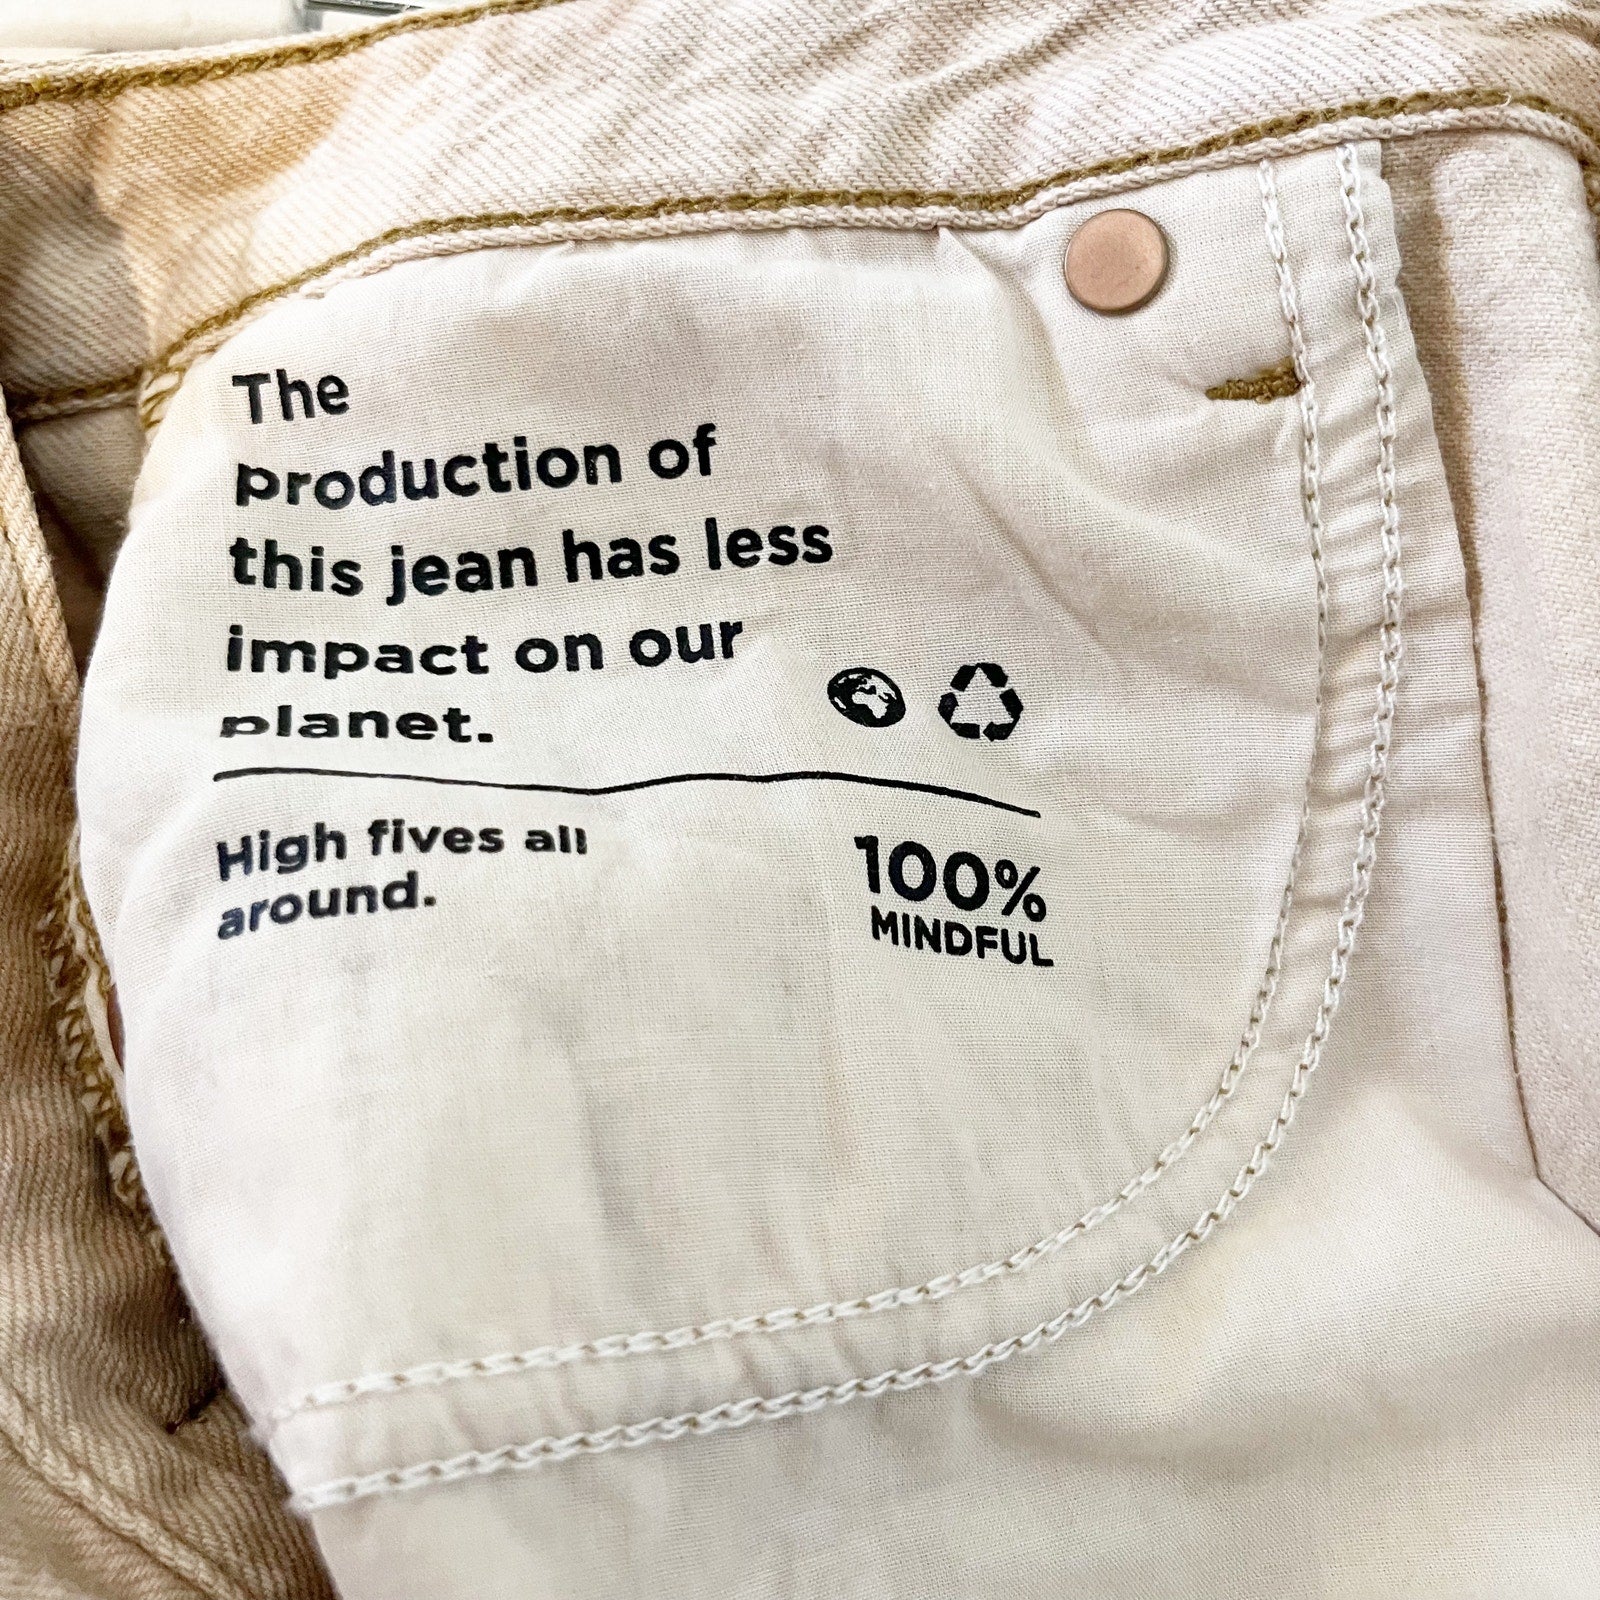 The
production of
this jean has less
impact on our
planet.
High fives all
around.
100%
MINDFUL